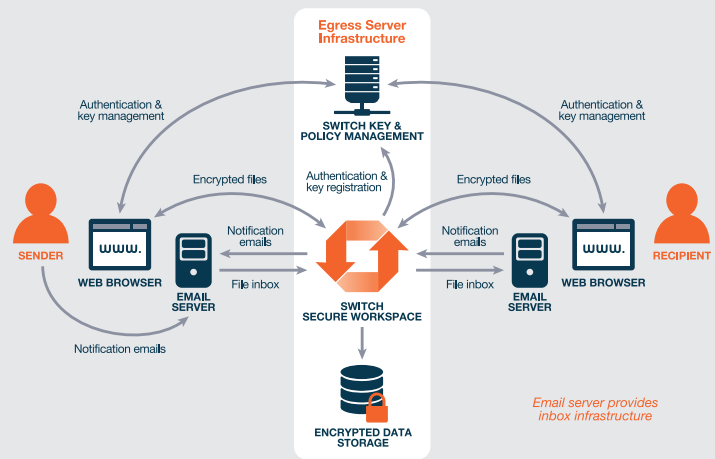 Egress Server
Infrastructure
Authentication &
key management
SWITCH KEY &
POLICY MANAGEMENT
Authentication &
key management
Encrypted files
Authentication &
key registration
Encrypted files
www.
SENDER
WEB BROWSER
Notification
emails
EMAIL
SERVER
File inbox
SWITCH
SECURE WORKSPACE
Notification
emails
File inbox
EMAIL
SERVER
www.
WEB BROWSER
RECIPIENT
Notification emails
ENCRYPTED DATA
STORAGE
Email server provides
inbox infrastructure